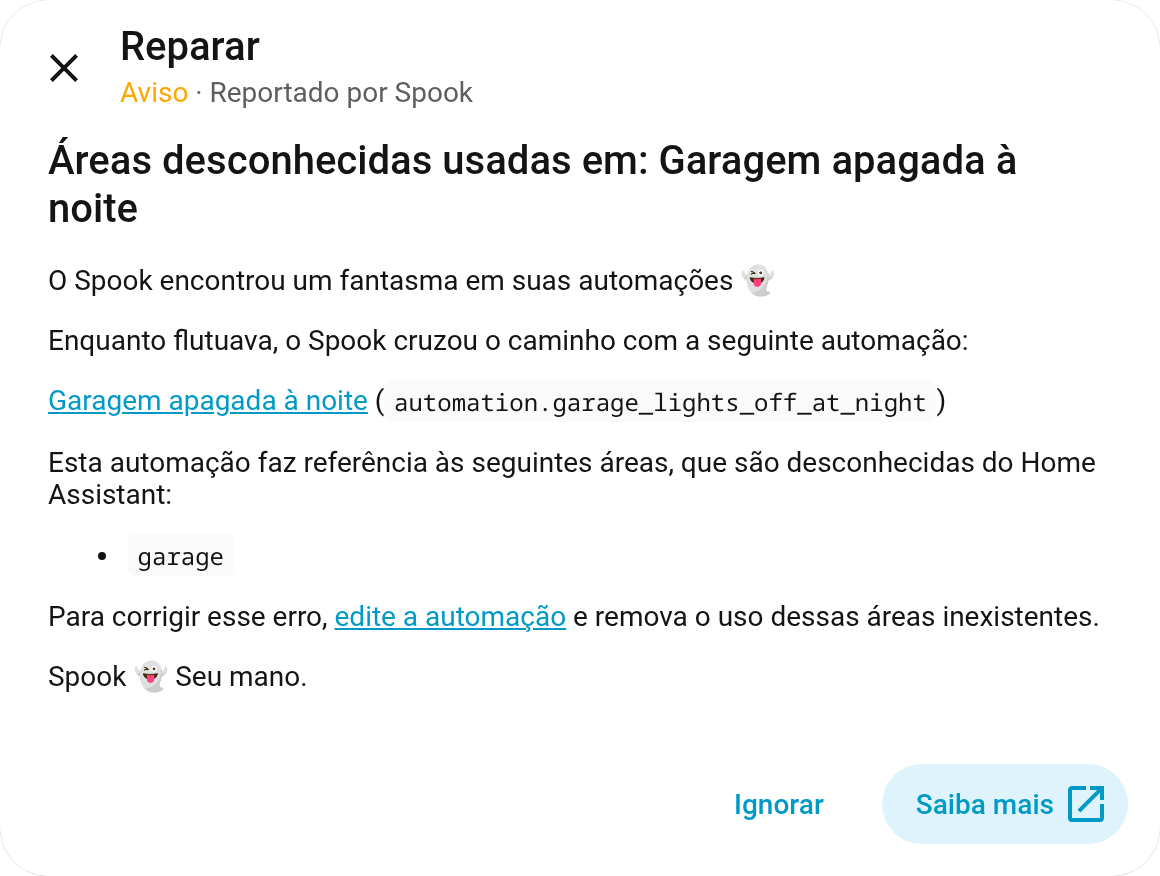 Reparar
Aviso · Reportado por Spook
Áreas desconhecidas usadas em: Garagem apagada à
noite
O Spook encontrou um fantasma em suas automações 👻
Enquanto flutuava, o Spook cruzou o caminho com a seguinte automação:
Garagem apagada à noite ( automation.garage_lights_off_at_night )
Esta automação faz referência às seguintes áreas, que são desconhecidas do Home
Assistant:
• garage
Para corrigir esse erro, edite a automação e remova o uso dessas áreas inexistentes.
Spook 👻 Seu mano.
Ignorar
Saiba mais